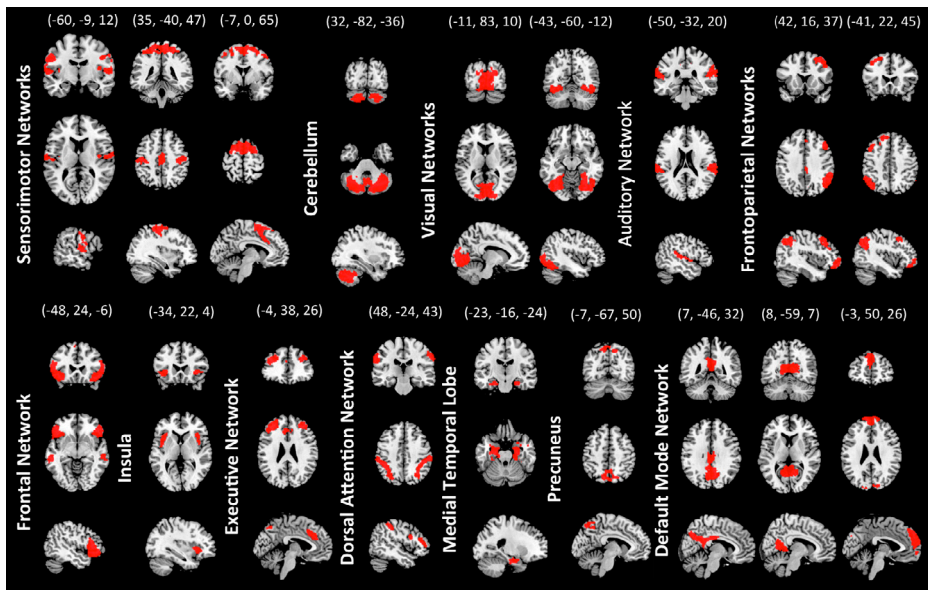 (-60, -9, 12) (35, -40, 47) (-7, 0, 65) (32, -82, -36) (-11, 83, 10) (-43, -60, -12) (-50, -32, 20) (42, 16, 37) (-41, 22, 45)
Sensorimotor Networks
Cerebellum
Visual Networks
Auditory Network
Frontoparietal Networks
(-48, 24, -6) (-34, 22, 4) (-4, 38, 26) (48, -24, 43) (-23, -16, -24) (-7, -67, 50) (7, -46, 32) (8, -59, 7) (-3, 50, 26)
Frontal Network
Insula
Executive Network
Dorsal Attention Network
Medial Temporal Lobe
Precuneus
Default Mode Network